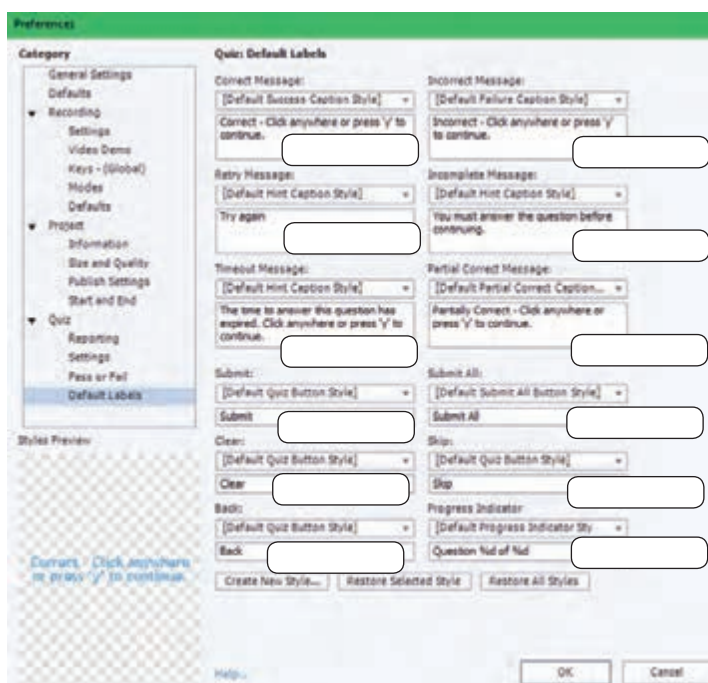 Preferences
Category
General Settings
Defaults
Recording
Settings
Video Demo
Keys - (Global)
Modes
Defaults
Project
Information
Size and Quality
Publish Settings
Start and End
Quiz
Reporting
Settings
Pass or Fail
Default Labels
Styles Preview
Correct - Click anywhere
or press 'y' to continue.
Quiz: Default Labels
Correct Message: Incorrect Message:
[Default Success Caption Style] [Default Failure Caption Style]
Correct - Click anywhere or press 'y' to Incorrect - Click anywhere or press 'y'
continue. to continue.
Retry Message: Incomplete Message:
[Default Hint Caption Style] [Default Hint Caption Style]
Try again You must answer the question before
continuing.
Timeout Message: Partial Correct Message:
[Default Hint Caption Style] [Default Partial Correct Caption...
The time to answer this question has Partially Correct - Click anywhere or
expired. Click anywhere or press 'y' to press 'y' to continue.
continue.
Submit: Submit All:
[Default Quiz Button Style] [Default Submit All Button Style]
Submit Submit All
Clear: Skip:
[Default Quiz Button Style] [Default Quiz Button Style]
Clear Skip
Back: Progress Indicator
[Default Quiz Button Style] [Default Progress Indicator Sty
Back Question %d of %d
Create New Style... Restore Selected Style Restore All Styles
Help... OK Cancel